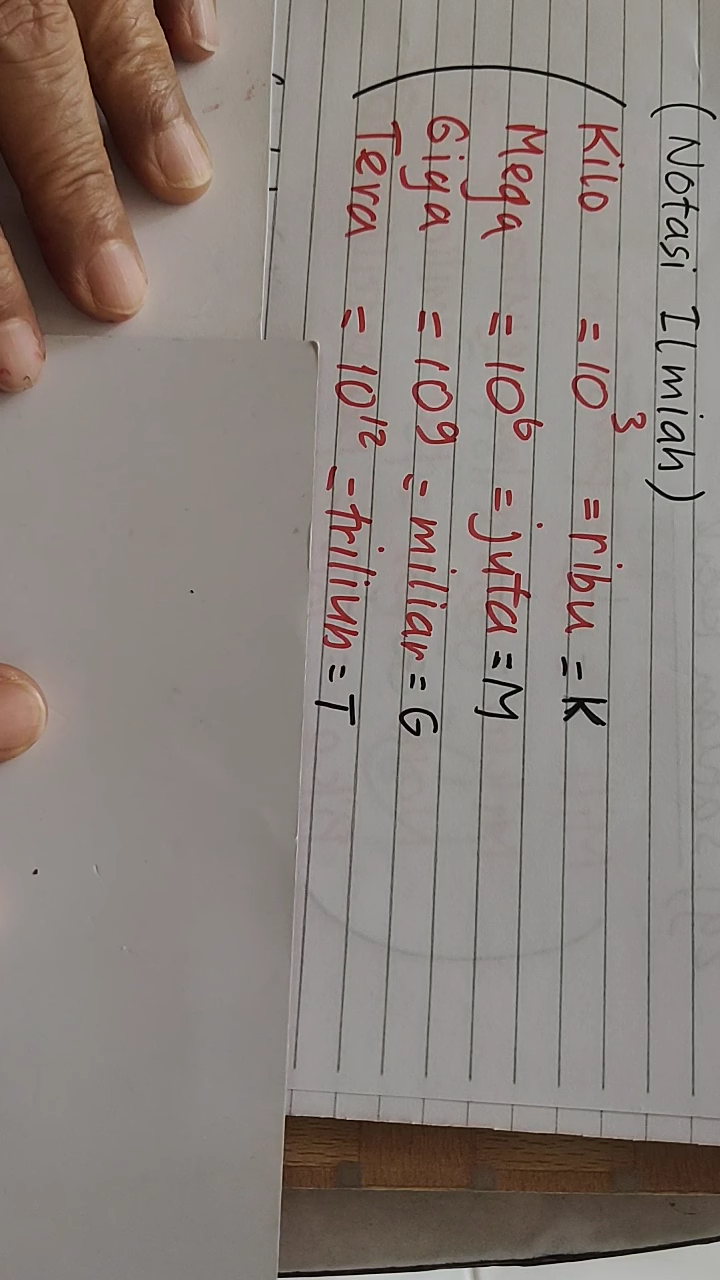 (Notasi Ilmiah)
Kilo = 10³ = ribu = K
Mega = 10⁶ = juta = M
Giga = 10⁹ = miliar = G
Tera = 10¹² = triliun = T